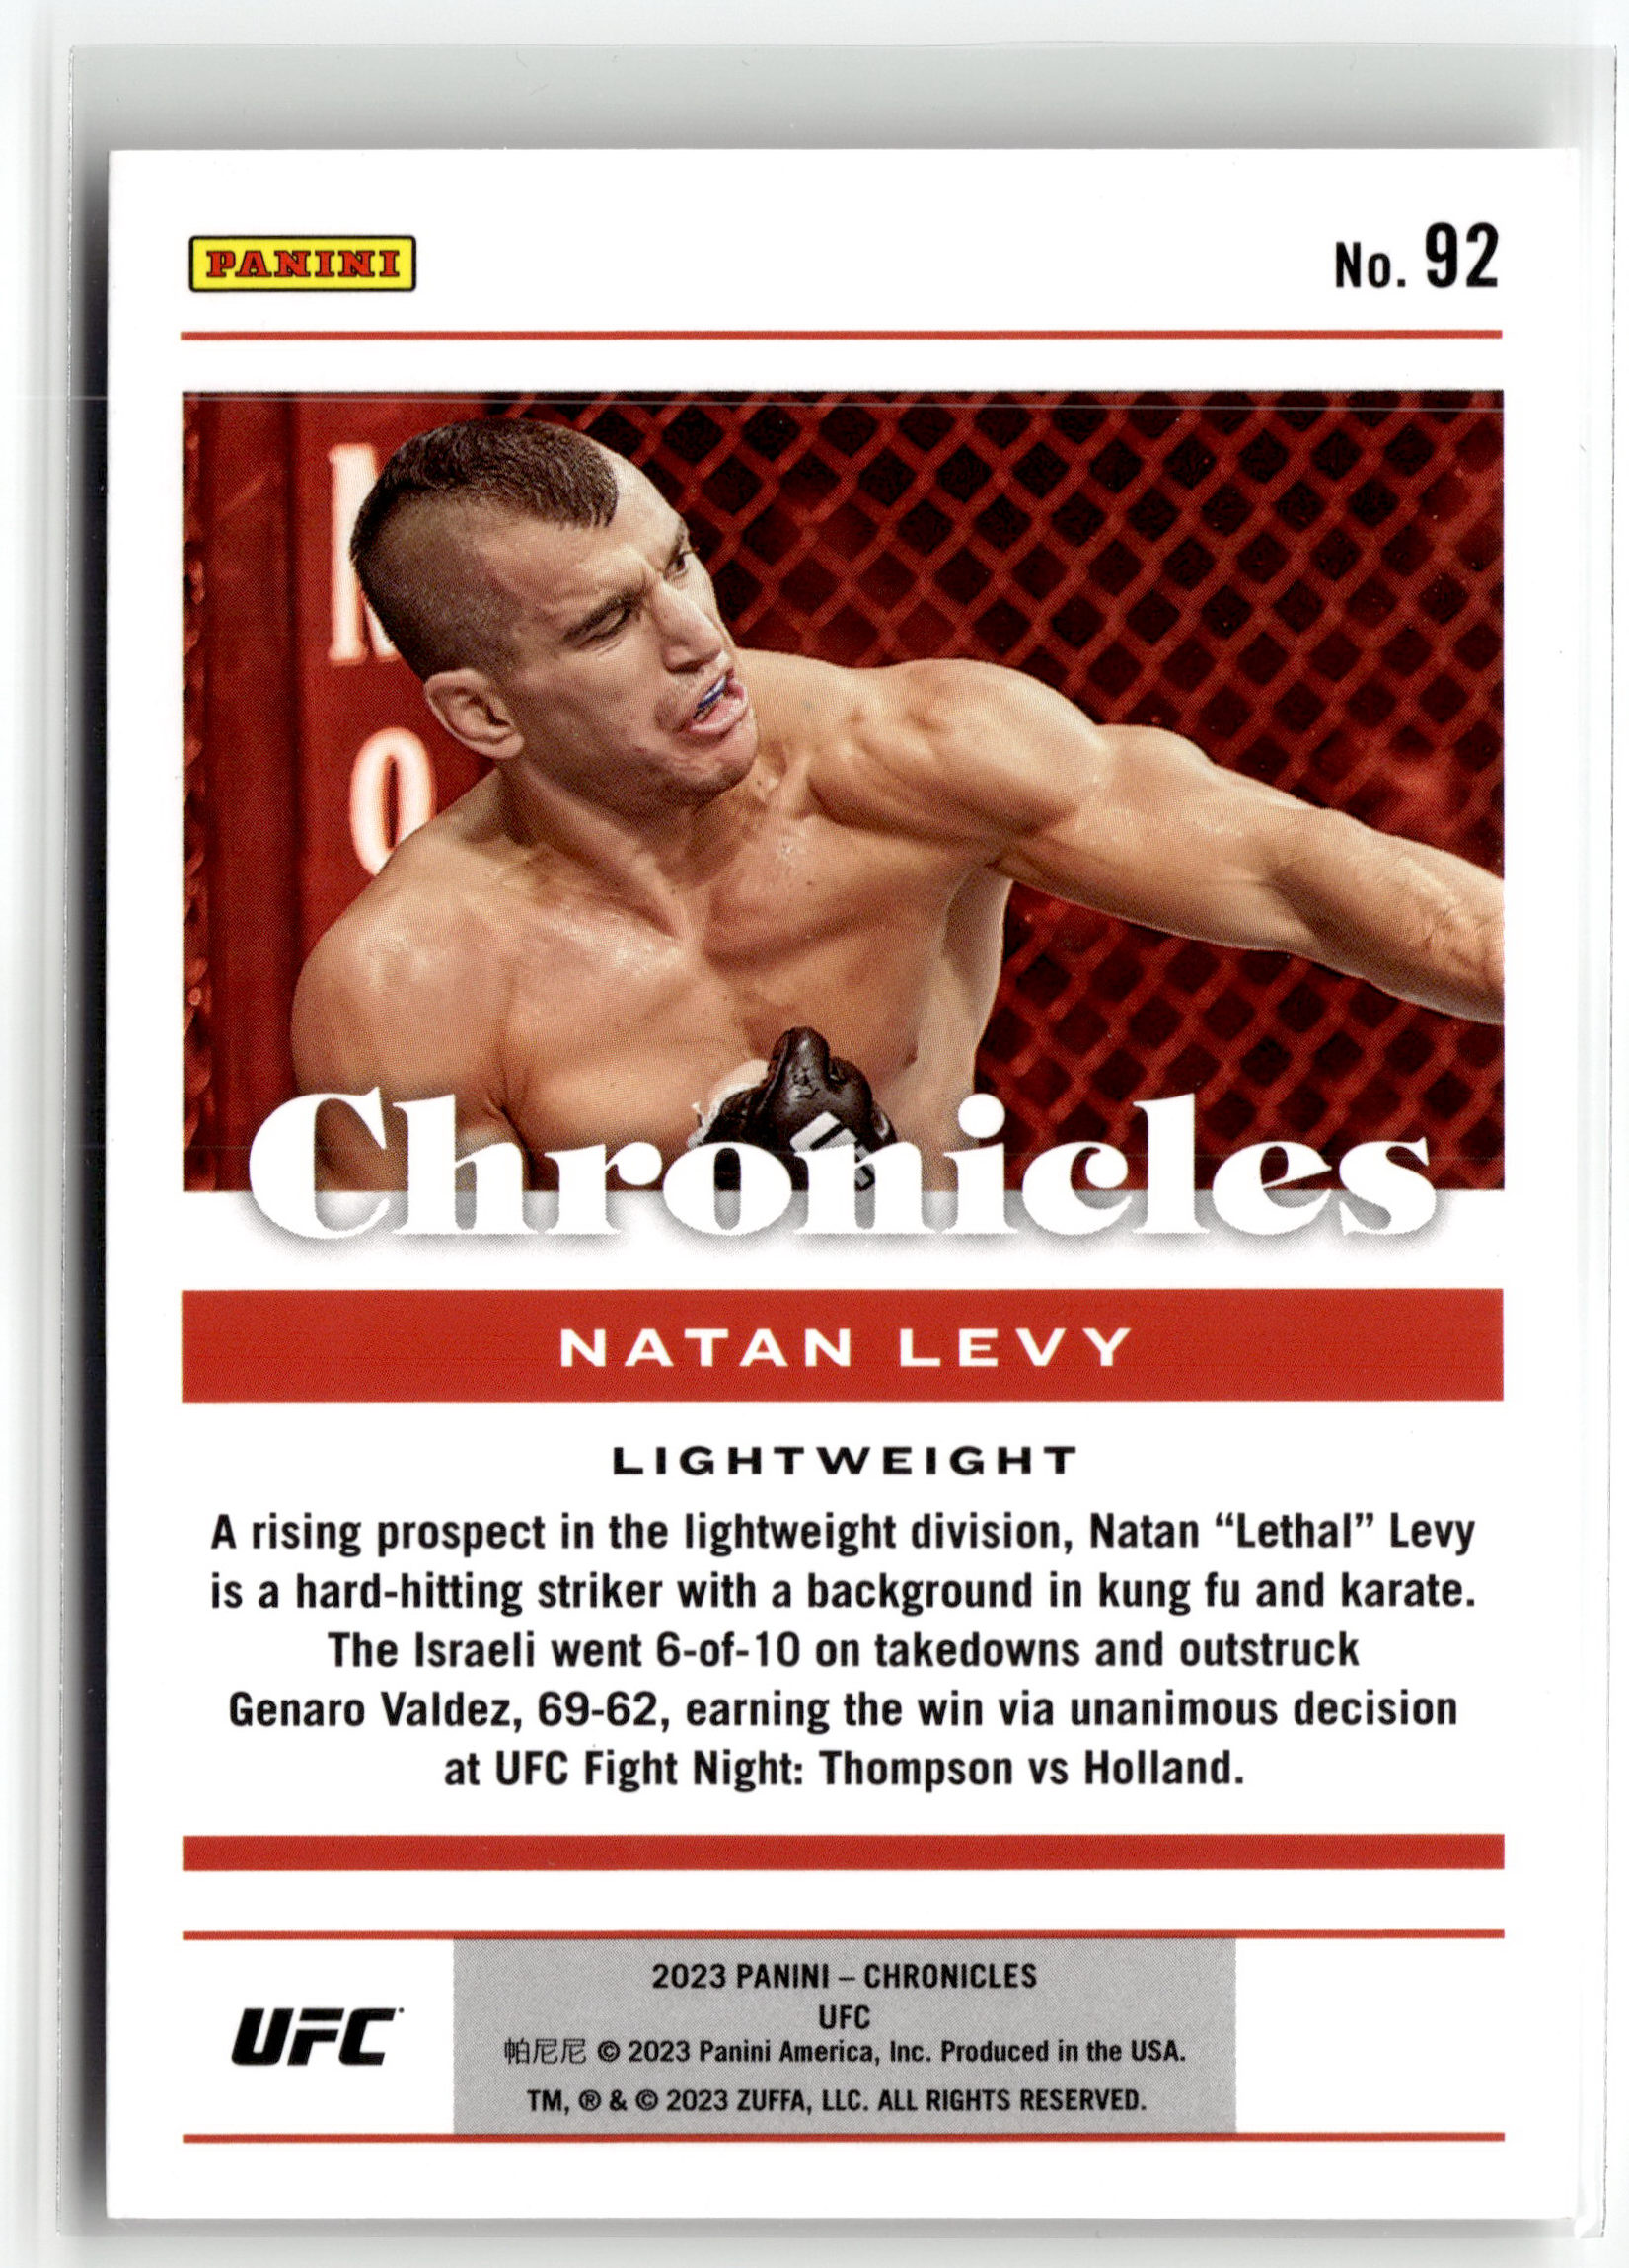 PANINI
No. 92
O
Chronicles
NATAN LEVY
LIGHTWEIGHT
A rising prospect in the lightweight division, Natan “Lethal” Levy
is a hard-hitting striker with a background in kung fu and karate.
The Israeli went 6-of-10 on takedowns and outstruck
Genaro Valdez, 69-62, earning the win via unanimous decision
at UFC Fight Night: Thompson vs Holland.
2023 PANINI – CHRONICLES
UFC
UFC
帕尼尼 © 2023 Panini America, Inc. Produced in the USA.
TM, ® & © 2023 ZUFFA, LLC. ALL RIGHTS RESERVED.